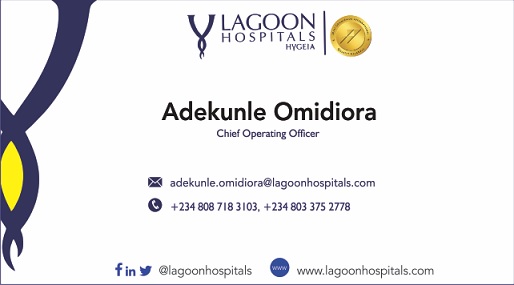 LAGOON
HOSPITALS
HYGEIA
Adekunle Omidiora
Chief Operating Officer
adekunle.omidiora@lagoonhospitals.com
+234 808 718 3103, +234 803 375 2778
@lagoonhospitals
www www.lagoonhospitals.com